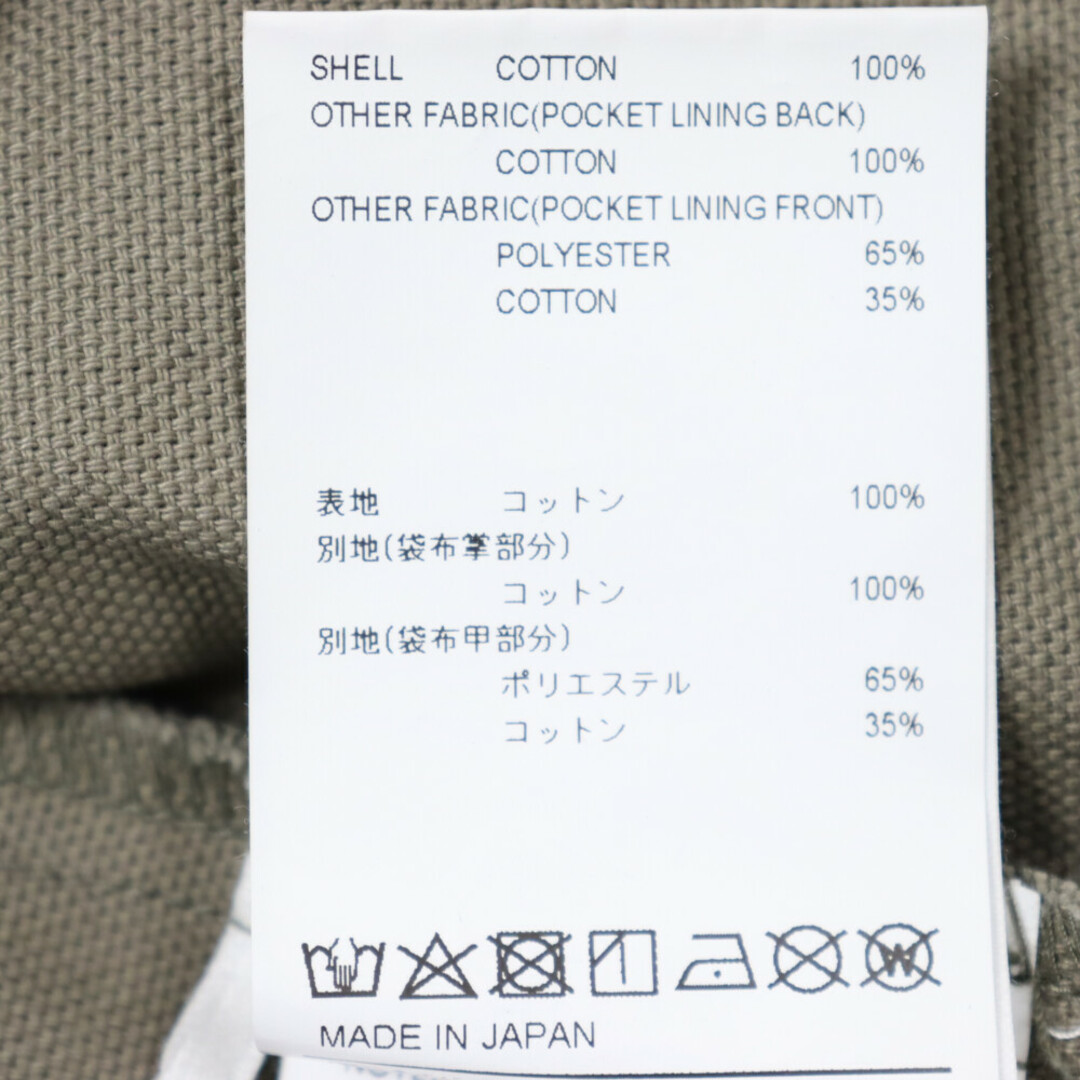 SHELL COTTON 100%
OTHER FABRIC(POCKET LINING BACK)
COTTON 100%
OTHER FABRIC(POCKET LINING FRONT)
POLYESTER 65%
COTTON 35%
表地 コットン 100%
別地(袋布掌部分)
コットン 100%
別地(袋布甲部分)
ポリエステル 65%
コットン 35%
W
MADE IN JAPAN